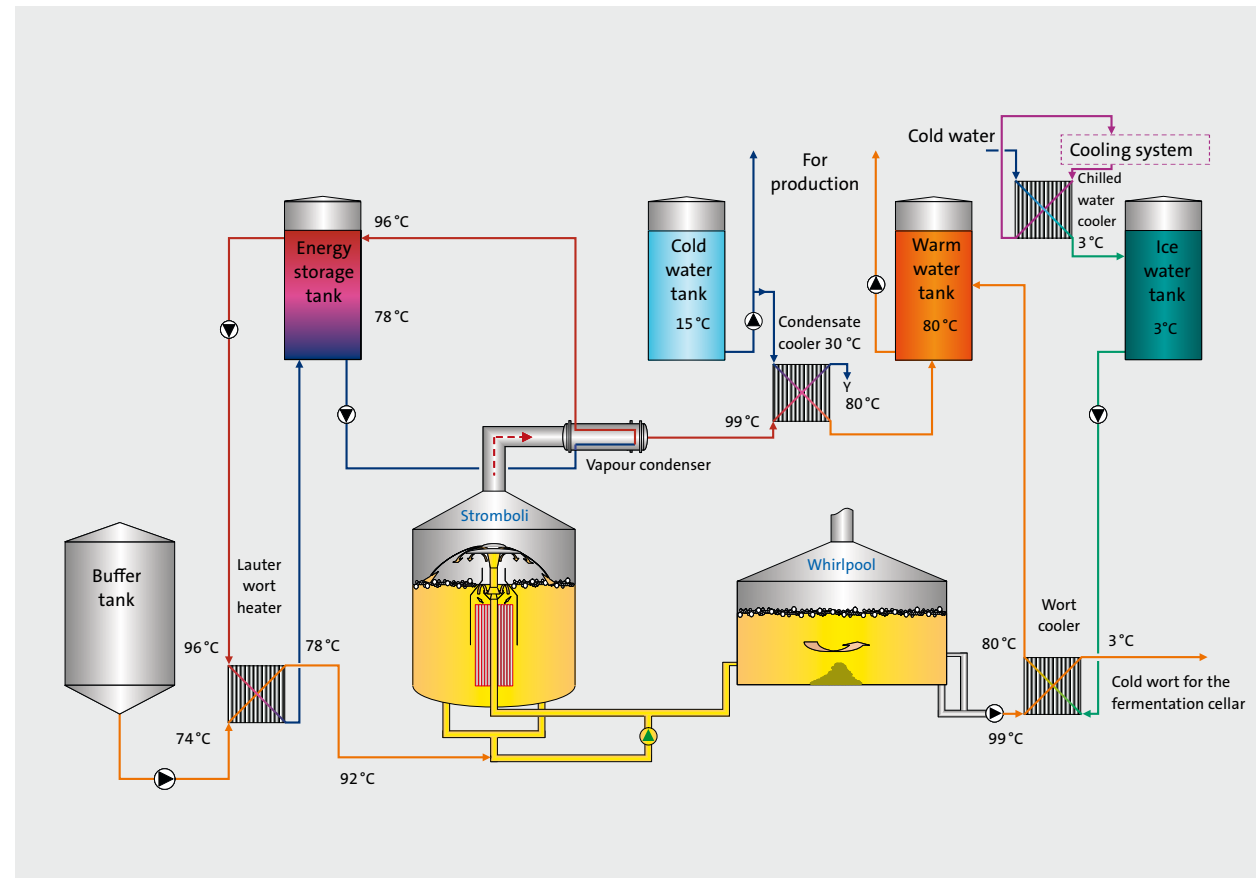 Cold water
Cooling system
For
production
Chilled
water
cooler
3 °C
96 °C
Energy
storage
tank
78 °C
Cold
water
tank
15 °C
Condensate
cooler 30 °C
Warm
water
tank
80 °C
Ice
water
tank
3°C
Y
80 °C
99 °C
Vapour condenser
Stromboli
Buffer
tank
Lauter
wort
heater
96 °C
78 °C
74 °C
92 °C
Whirlpool
Wort
cooler
80 °C
3 °C
Cold wort for the
fermentation cellar
99 °C